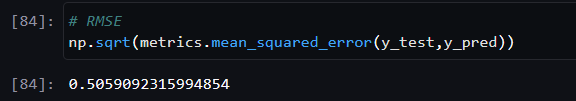 [84]: # RMSE
np.sqrt(metrics.mean_squared_error(y_test,y_pred))
[84]: 0.5059092315994854